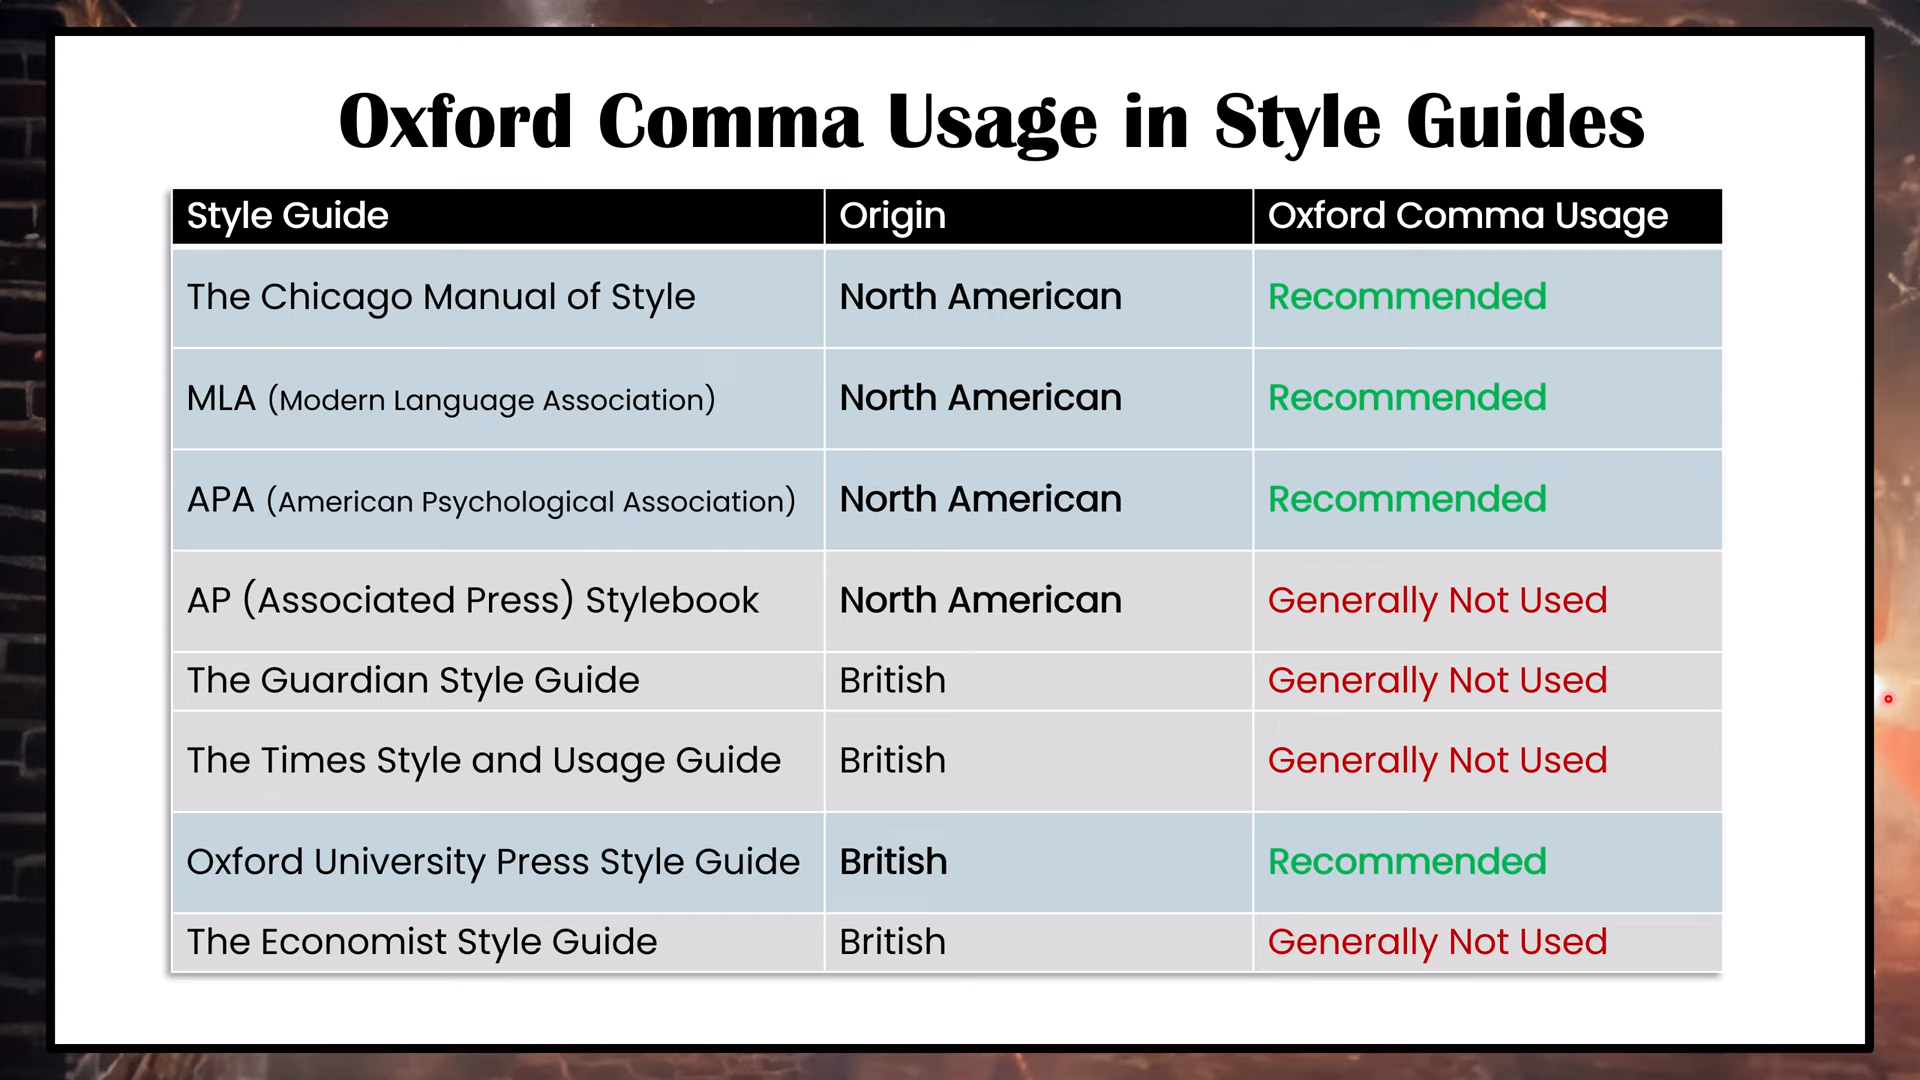 Oxford Comma Usage in Style Guides
Style Guide Origin Oxford Comma Usage
The Chicago Manual of Style North American Recommended
MLA (Modern Language Association) North American Recommended
APA (American Psychological Association) North American Recommended
AP (Associated Press) Stylebook North American Generally Not Used
The Guardian Style Guide British Generally Not Used
The Times Style and Usage Guide British Generally Not Used
Oxford University Press Style Guide British Recommended
The Economist Style Guide British Generally Not Used